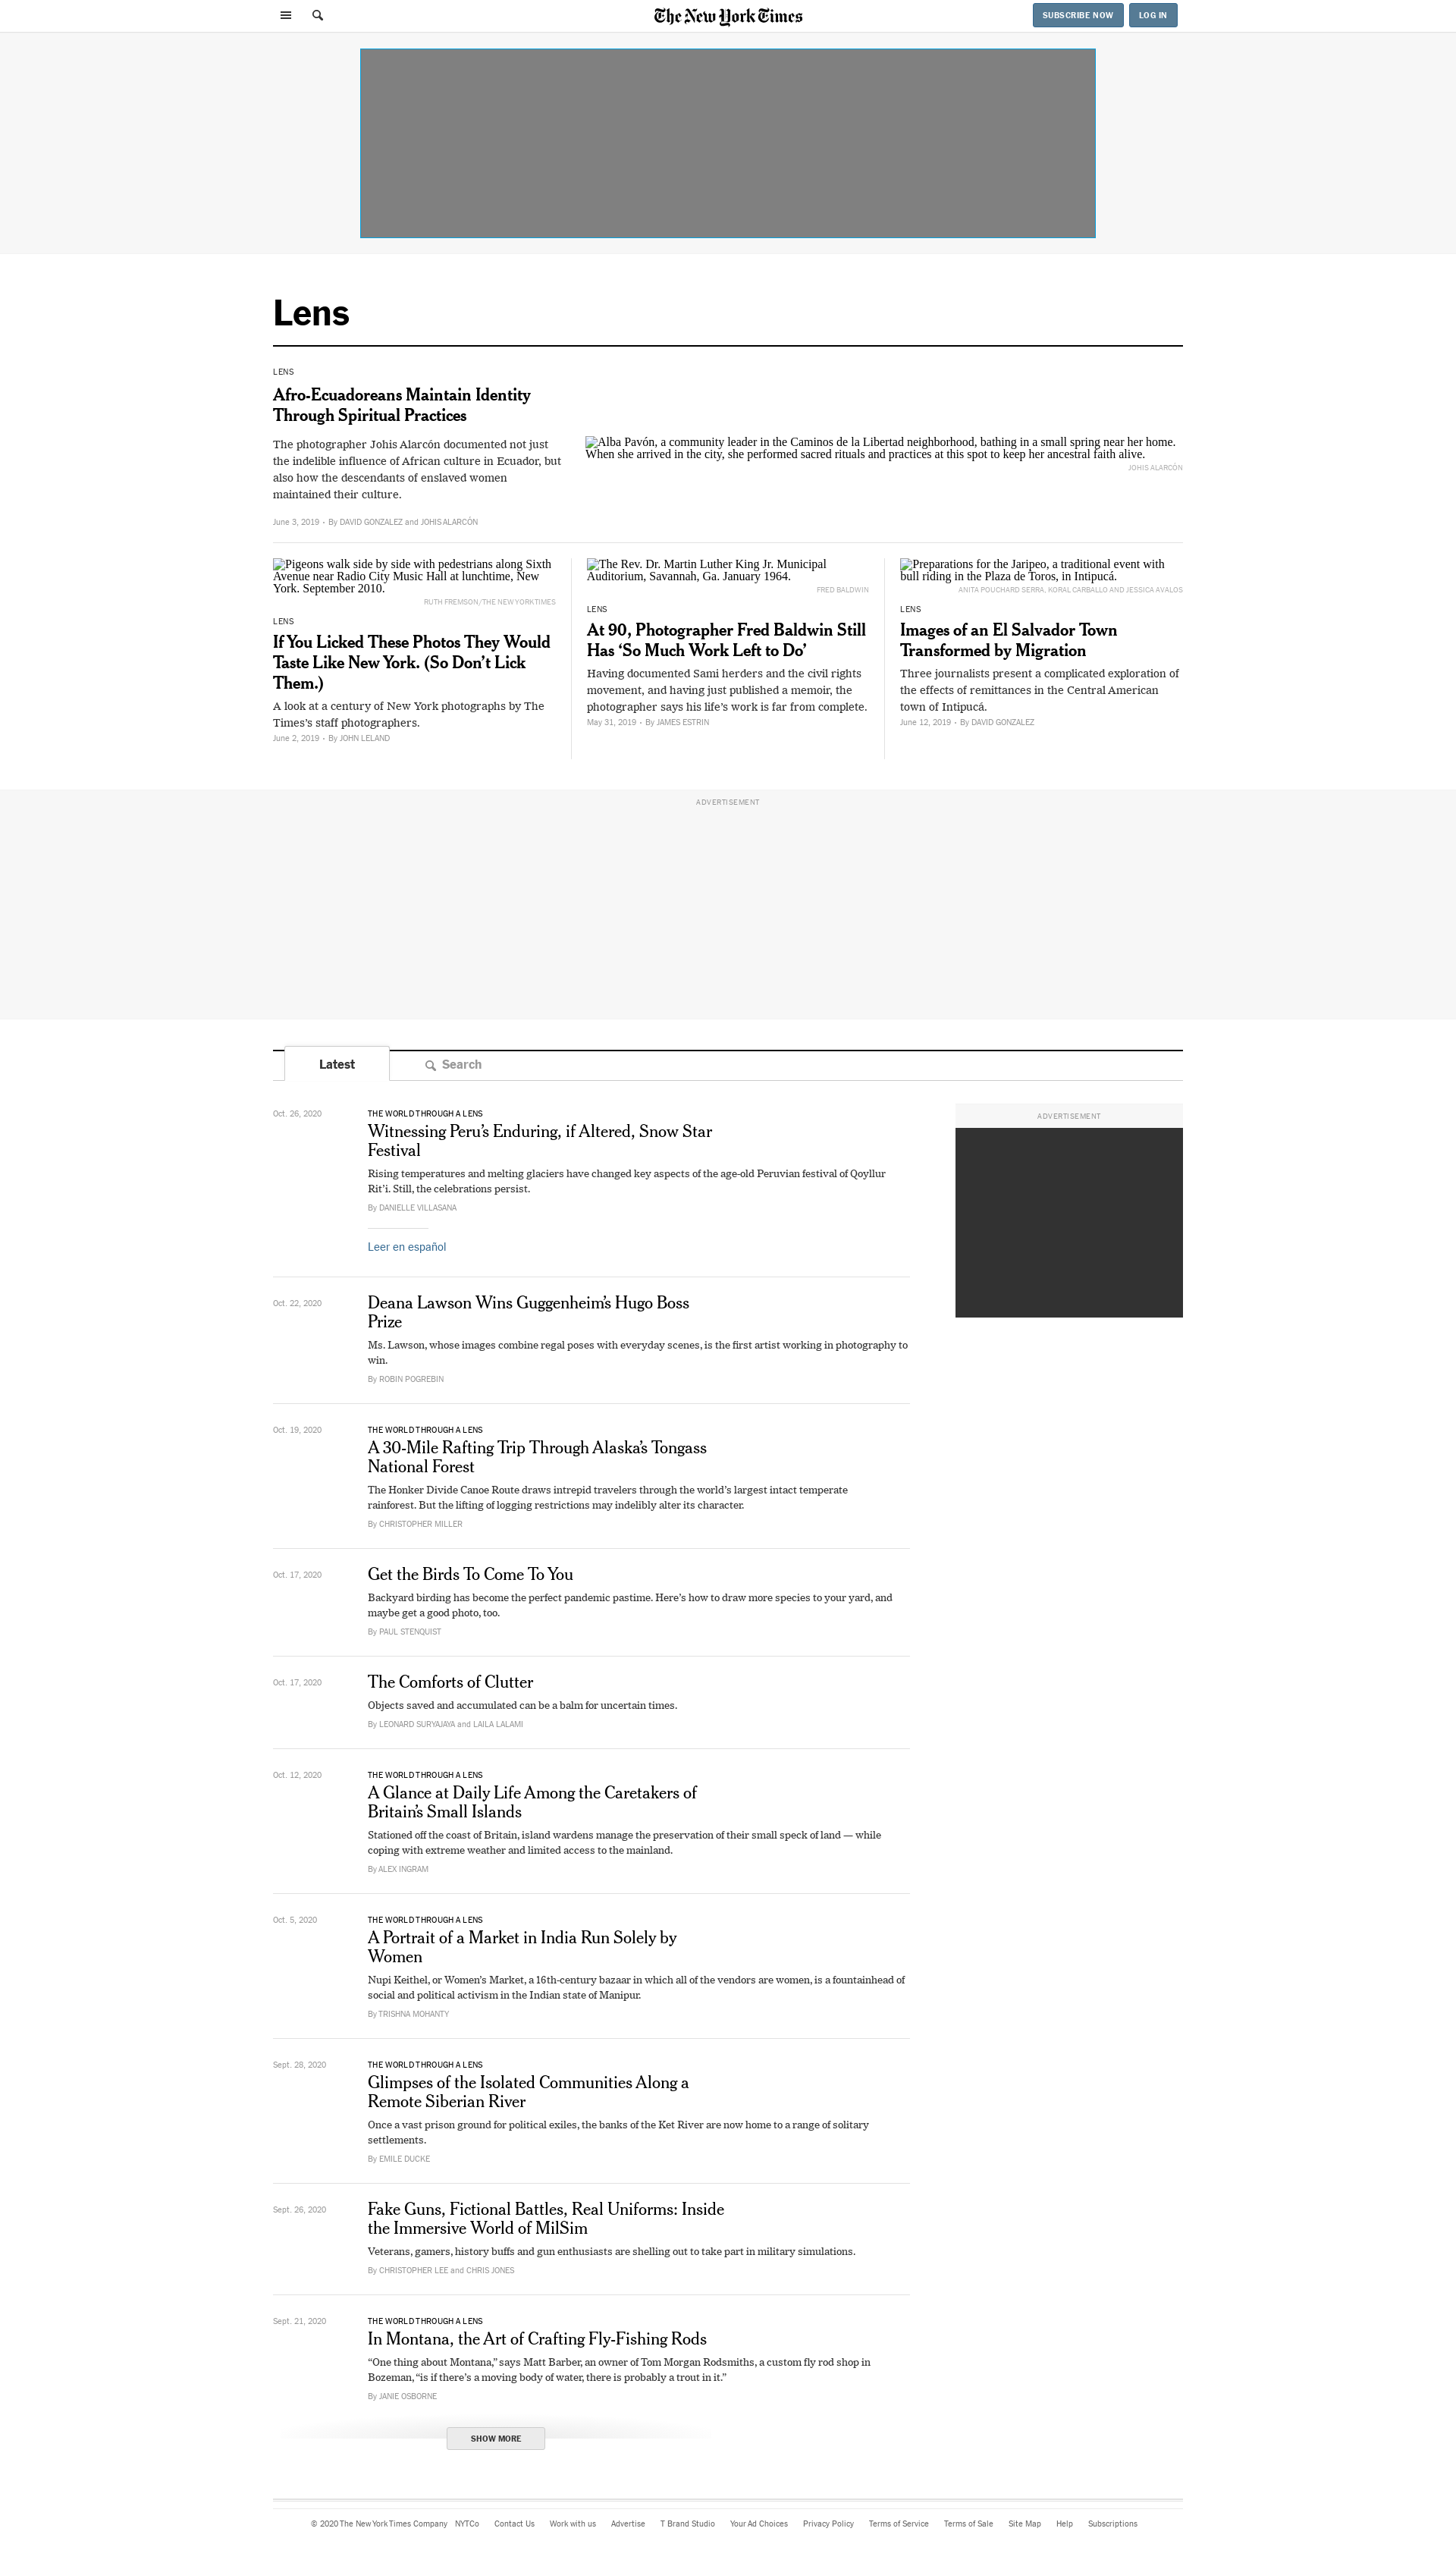 The New York Times
SUBSCRIBE NOW
LOG IN
Lens
LENS
Afro-Ecuadoreans Maintain Identity
Through Spiritual Practices
The photographer Johis Alarcón documented not just
the indelible influence of African culture in Ecuador, but
also how the descendants of enslaved women
maintained their culture.
June 3, 2019 - By DAVID GONZALEZ and JOHIS ALARCÓN
Alba Pavón, a community leader in the Caminos de la Libertad neighborhood, bathing in a small spring near her home.
When she arrived in the city, she performed sacred rituals and practices at this spot to keep her ancestral faith alive.
JOHIS ALARCÓN
Pigeons walk side by side with pedestrians along Sixth
Avenue near Radio City Music Hall at lunchtime, New
York. September 2010.
RUTH FREMSON/THE NEW YORK TIMES
LENS
If You Licked These Photos They Would
Taste Like New York. (So Don’t Lick
Them.)
A look at a century of New York photographs by The
Times’s staff photographers.
June 2, 2019 - By JOHN LELAND
The Rev. Dr. Martin Luther King Jr. Municipal
Auditorium, Savannah, Ga. January 1964.
FRED BALDWIN
LENS
At 90, Photographer Fred Baldwin Still
Has ‘So Much Work Left to Do’
Having documented Sami herders and the civil rights
movement, and having just published a memoir, the
photographer says his life’s work is far from complete.
May 31, 2019 - By JAMES ESTRIN
Preparations for the Jaripeo, a traditional event with
bull riding in the Plaza de Toros, in Intipucá.
ANITA POUCHARD SERRA, KORAL CARBALLO AND JESSICA AVALOS
LENS
Images of an El Salvador Town
Transformed by Migration
Three journalists present a complicated exploration of
the effects of remittances in the Central American
town of Intipucá.
June 12, 2019 - By DAVID GONZALEZ
ADVERTISEMENT
Latest
Search
Oct. 26, 2020
THE WORLD THROUGH A LENS
Witnessing Peru’s Enduring, if Altered, Snow Star
Festival
Rising temperatures and melting glaciers have changed key aspects of the age-old Peruvian festival of Qoyllur
Rit’i. Still, the celebrations persist.
By DANIELLE VILLASANA
Leer en español
ADVERTISEMENT
Oct. 22, 2020
Deana Lawson Wins Guggenheim’s Hugo Boss
Prize
Ms. Lawson, whose images combine regal poses with everyday scenes, is the first artist working in photography to
win.
By ROBIN POGREBIN
Oct. 19, 2020
THE WORLD THROUGH A LENS
A 30-Mile Rafting Trip Through Alaska’s Tongass
National Forest
The Honker Divide Canoe Route draws intrepid travelers through the world’s largest intact temperate
rainforest. But the lifting of logging restrictions may indelibly alter its character.
By CHRISTOPHER MILLER
Oct. 17, 2020
Get the Birds To Come To You
Backyard birding has become the perfect pandemic pastime. Here’s how to draw more species to your yard, and
maybe get a good photo, too.
By PAUL STENQUIST
Oct. 17, 2020
The Comforts of Clutter
Objects saved and accumulated can be a balm for uncertain times.
By LEONARD SURYAJAYA and LAILA LALAMI
Oct. 12, 2020
THE WORLD THROUGH A LENS
A Glance at Daily Life Among the Caretakers of
Britain’s Small Islands
Stationed off the coast of Britain, island wardens manage the preservation of their small speck of land — while
coping with extreme weather and limited access to the mainland.
By ALEX INGRAM
Oct. 5, 2020
THE WORLD THROUGH A LENS
A Portrait of a Market in India Run Solely by
Women
Nupi Keithel, or Women’s Market, a 16th-century bazaar in which all of the vendors are women, is a fountainhead of
social and political activism in the Indian state of Manipur.
By TRISHNA MOHANTY
Sept. 28, 2020
THE WORLD THROUGH A LENS
Glimpses of the Isolated Communities Along a
Remote Siberian River
Once a vast prison ground for political exiles, the banks of the Ket River are now home to a range of solitary
settlements.
By EMILE DUCKE
Sept. 26, 2020
Fake Guns, Fictional Battles, Real Uniforms: Inside
the Immersive World of MilSim
Veterans, gamers, history buffs and gun enthusiasts are shelling out to take part in military simulations.
By CHRISTOPHER LEE and CHRIS JONES
Sept. 21, 2020
THE WORLD THROUGH A LENS
In Montana, the Art of Crafting Fly-Fishing Rods
“One thing about Montana,” says Matt Barber, an owner of Tom Morgan Rodsmiths, a custom fly rod shop in
Bozeman, “is if there’s a moving body of water, there is probably a trout in it.”
By JANIE OSBORNE
SHOW MORE
© 2020 The New York Times Company NYTCo Contact Us Work with us Advertise T Brand Studio Your Ad Choices Privacy Policy Terms of Service Terms of Sale Site Map Help Subscriptions